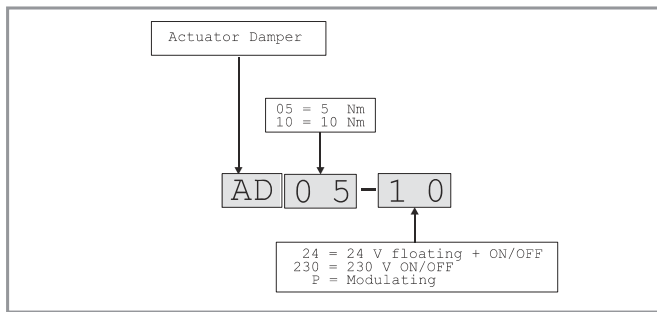 Actuator Damper
05 = 5 Nm
10 = 10 Nm
AD 0 5 - 1 0
24 = 24 V floating + ON/OFF
230 = 230 V ON/OFF
P = Modulating